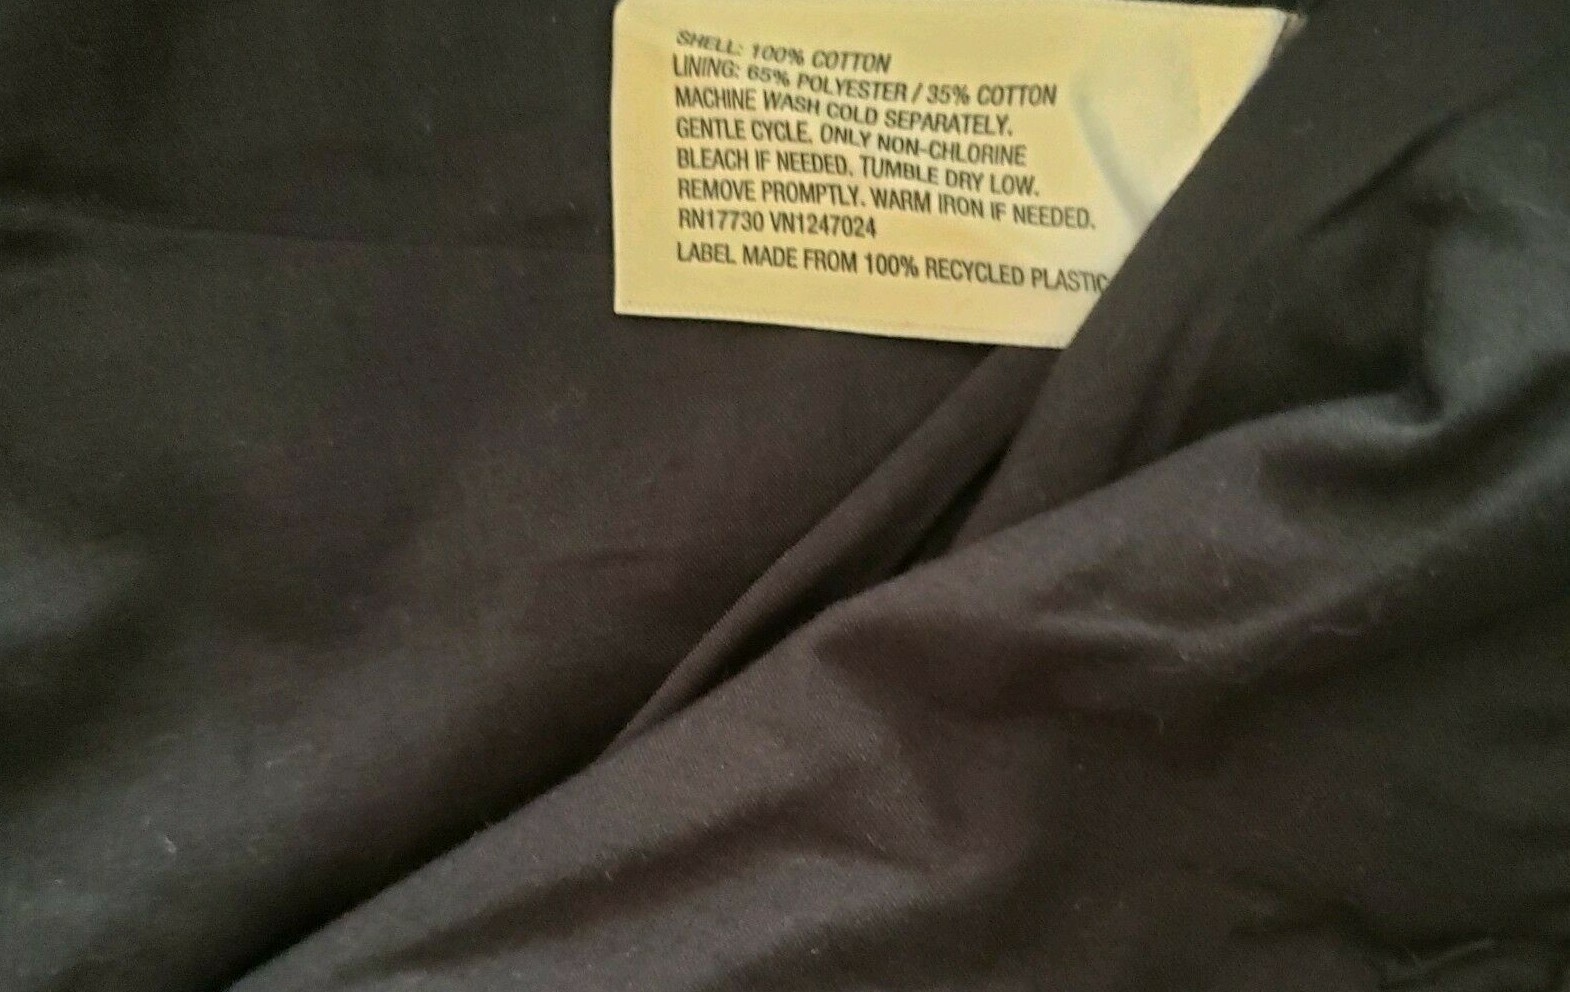 SHELL: 100% COTTON
LINING: 65% POLYESTER / 35% COTTON
MACHINE WASH COLD SEPARATELY.
GENTLE CYCLE. ONLY NON-CHLORINE
BLEACH IF NEEDED. TUMBLE DRY LOW.
REMOVE PROMPTLY. WARM IRON IF NEEDED.
RN17730 VN1247024
LABEL MADE FROM 100% RECYCLED PLASTIC